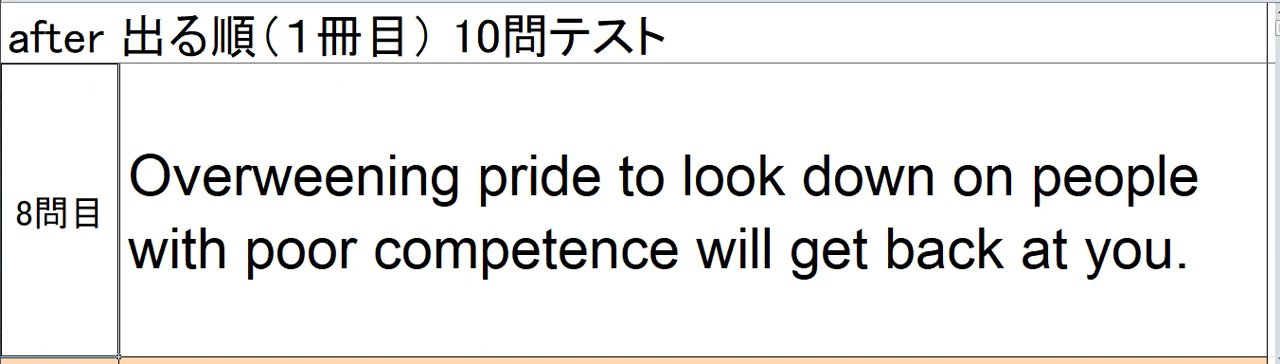 after 出る順（１冊目） 10問テスト
8問目
Overweening pride to look down on people
with poor competence will get back at you.